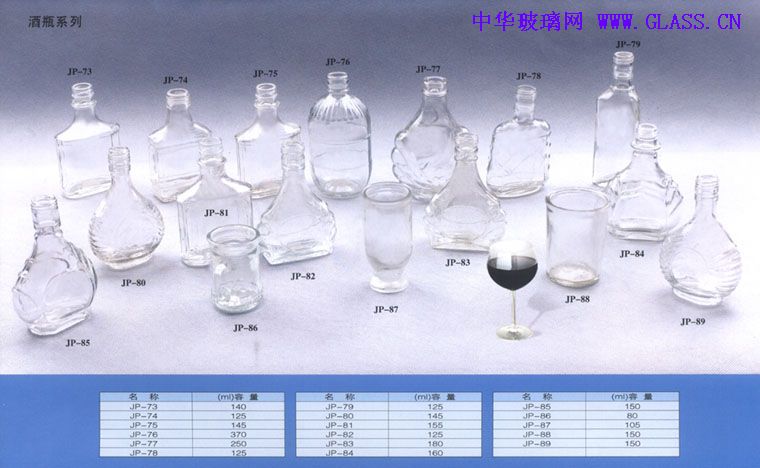 酒瓶系列
中华玻璃网 www.GLASS.CN
JP-73
JP-74
JP-75
JP-76
JP-77
JP-78
JP-79
JP-80
JP-81
JP-82
JP-83
JP-84
JP-85
JP-86
JP-87
JP-88
JP-89
名 称 (ml)容 量
JP-73 140
JP-74 125
JP-75 145
JP-76 370
JP-77 250
JP-78 125
名 称 (ml)容 量
JP-79 125
JP-80 145
JP-81 155
JP-82 125
JP-83 180
JP-84 160
名 称 (ml)容 量
JP-85 150
JP-86 80
JP-87 105
JP-88 150
JP-89 150